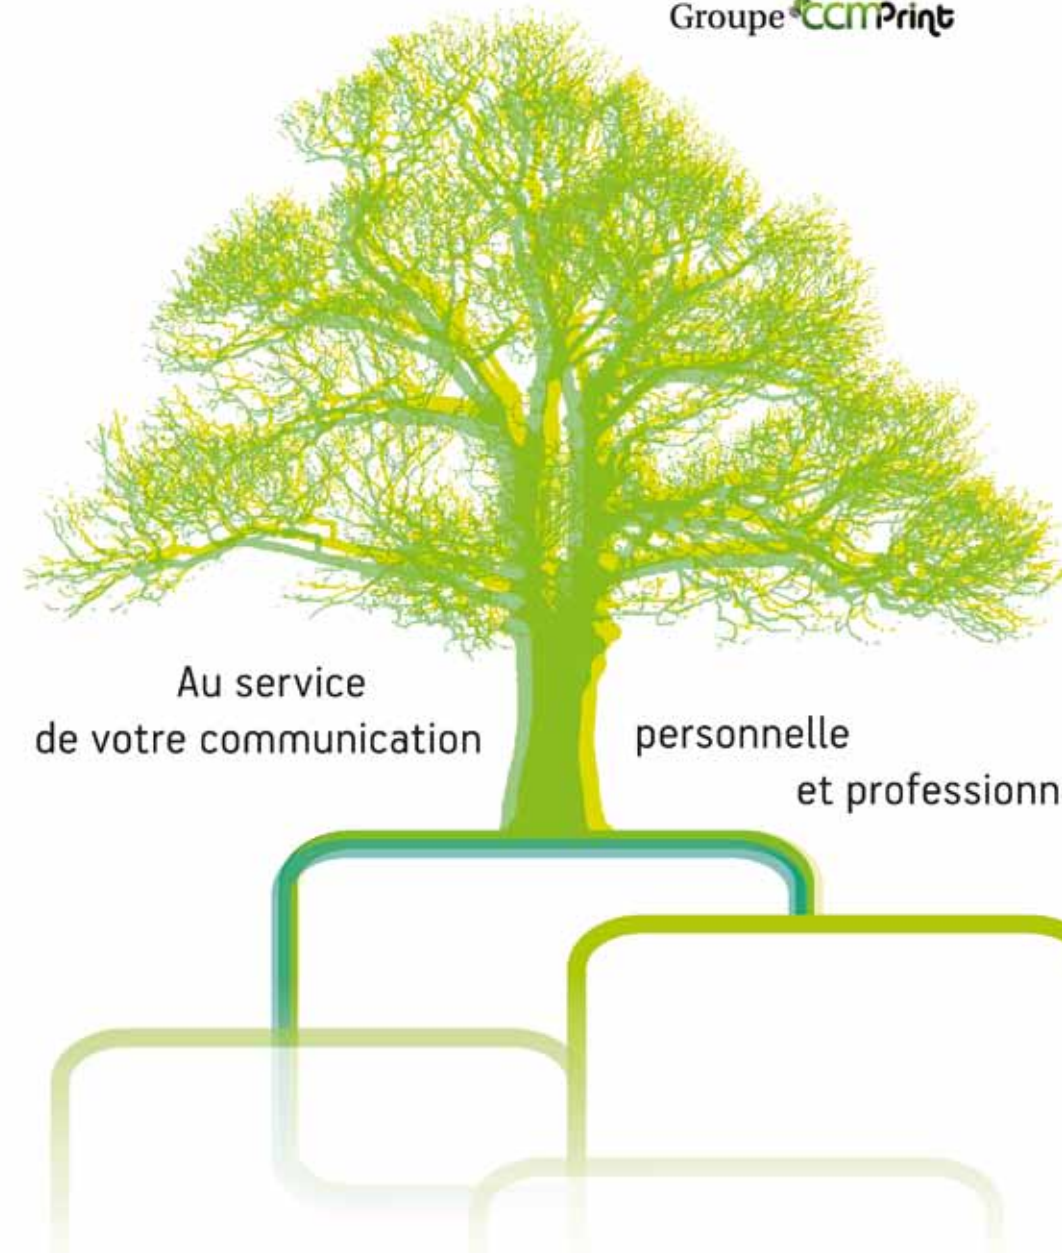 Groupe CCMPrint
Au service
de votre communication
personnelle
et professionn